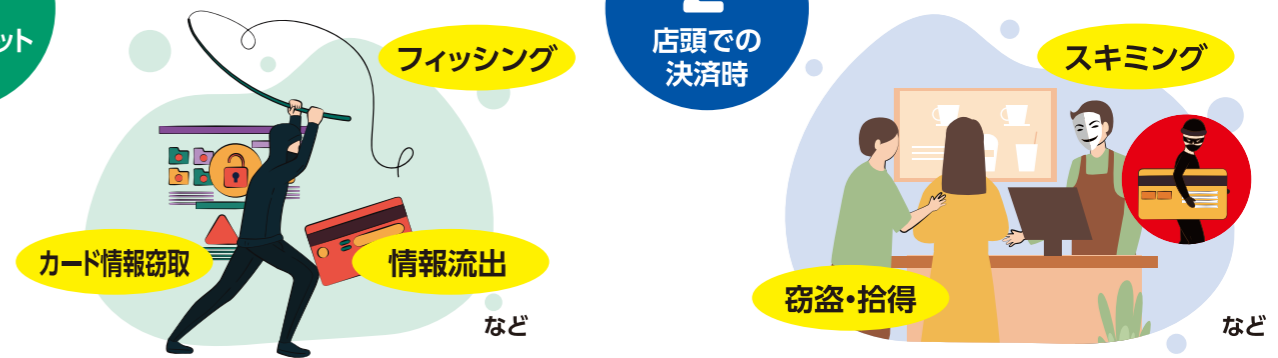 ット
フィッシング
カード情報窃取
情報流出
など
2
店頭での
決済時
スキミング
窃盗・拾得
など